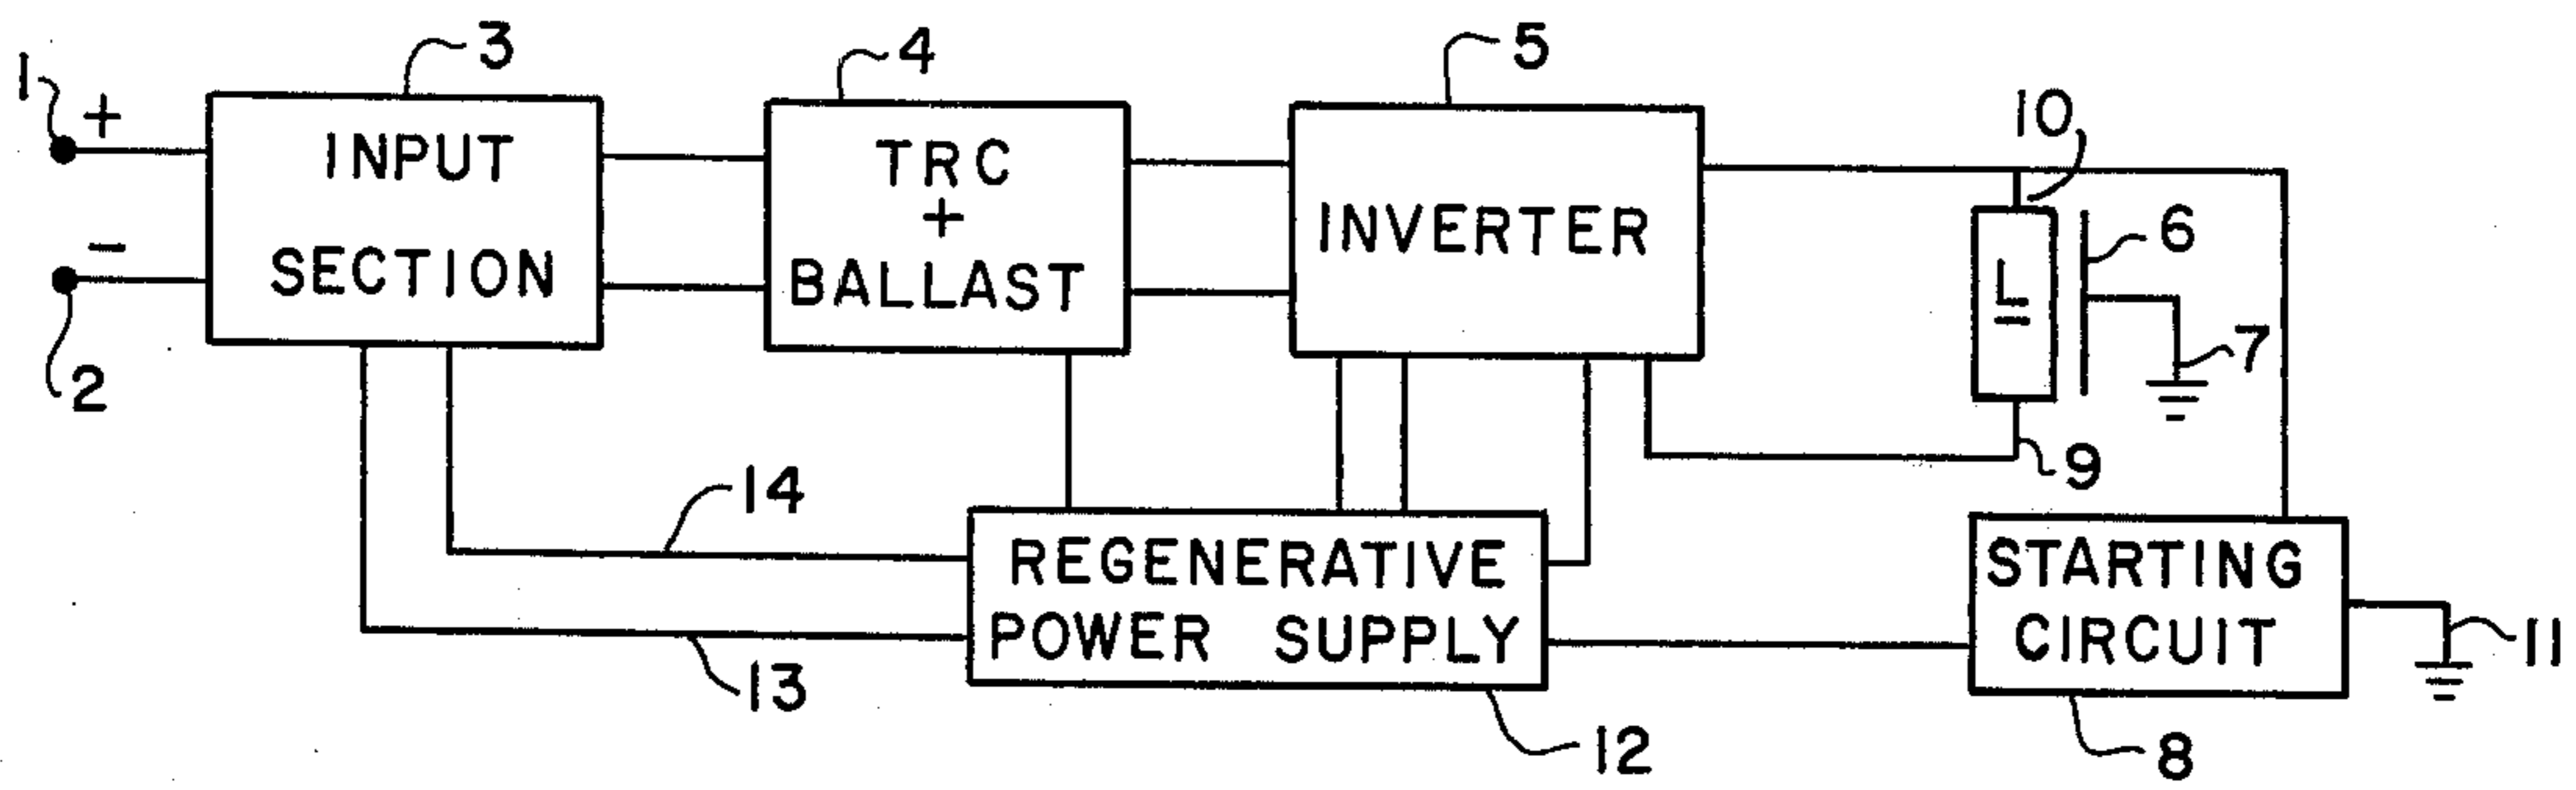 1
+
-
2
3
INPUT
SECTION
4
TRC
+
BALLAST
5
INVERTER
10
L
6
7
9
14
13
REGENERATIVE
POWER SUPPLY
12
STARTING
CIRCUIT
8
11